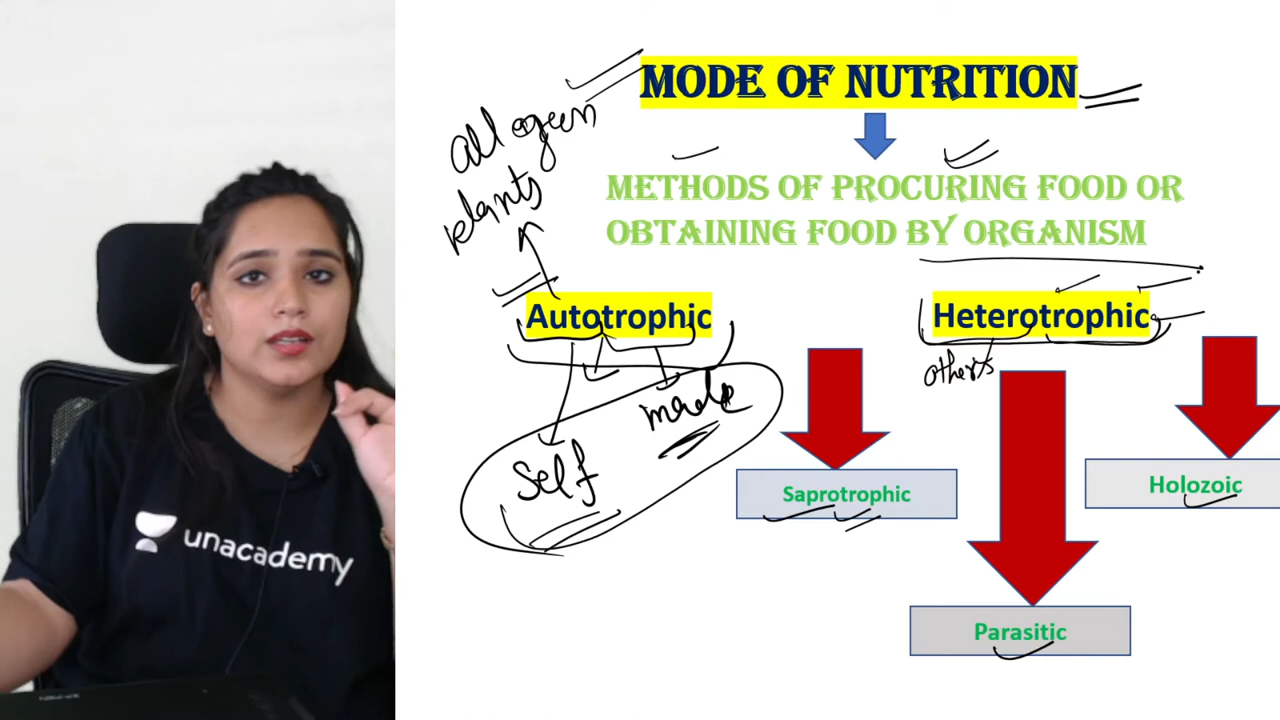 MODE OF NUTRITION
all green
plants
METHODS OF PROCURING FOOD OR
OBTAINING FOOD BY ORGANISM
Autotrophic
Heterotrophic
others
made
self
Saprotrophic
Holozoic
Parasitic
unacademy